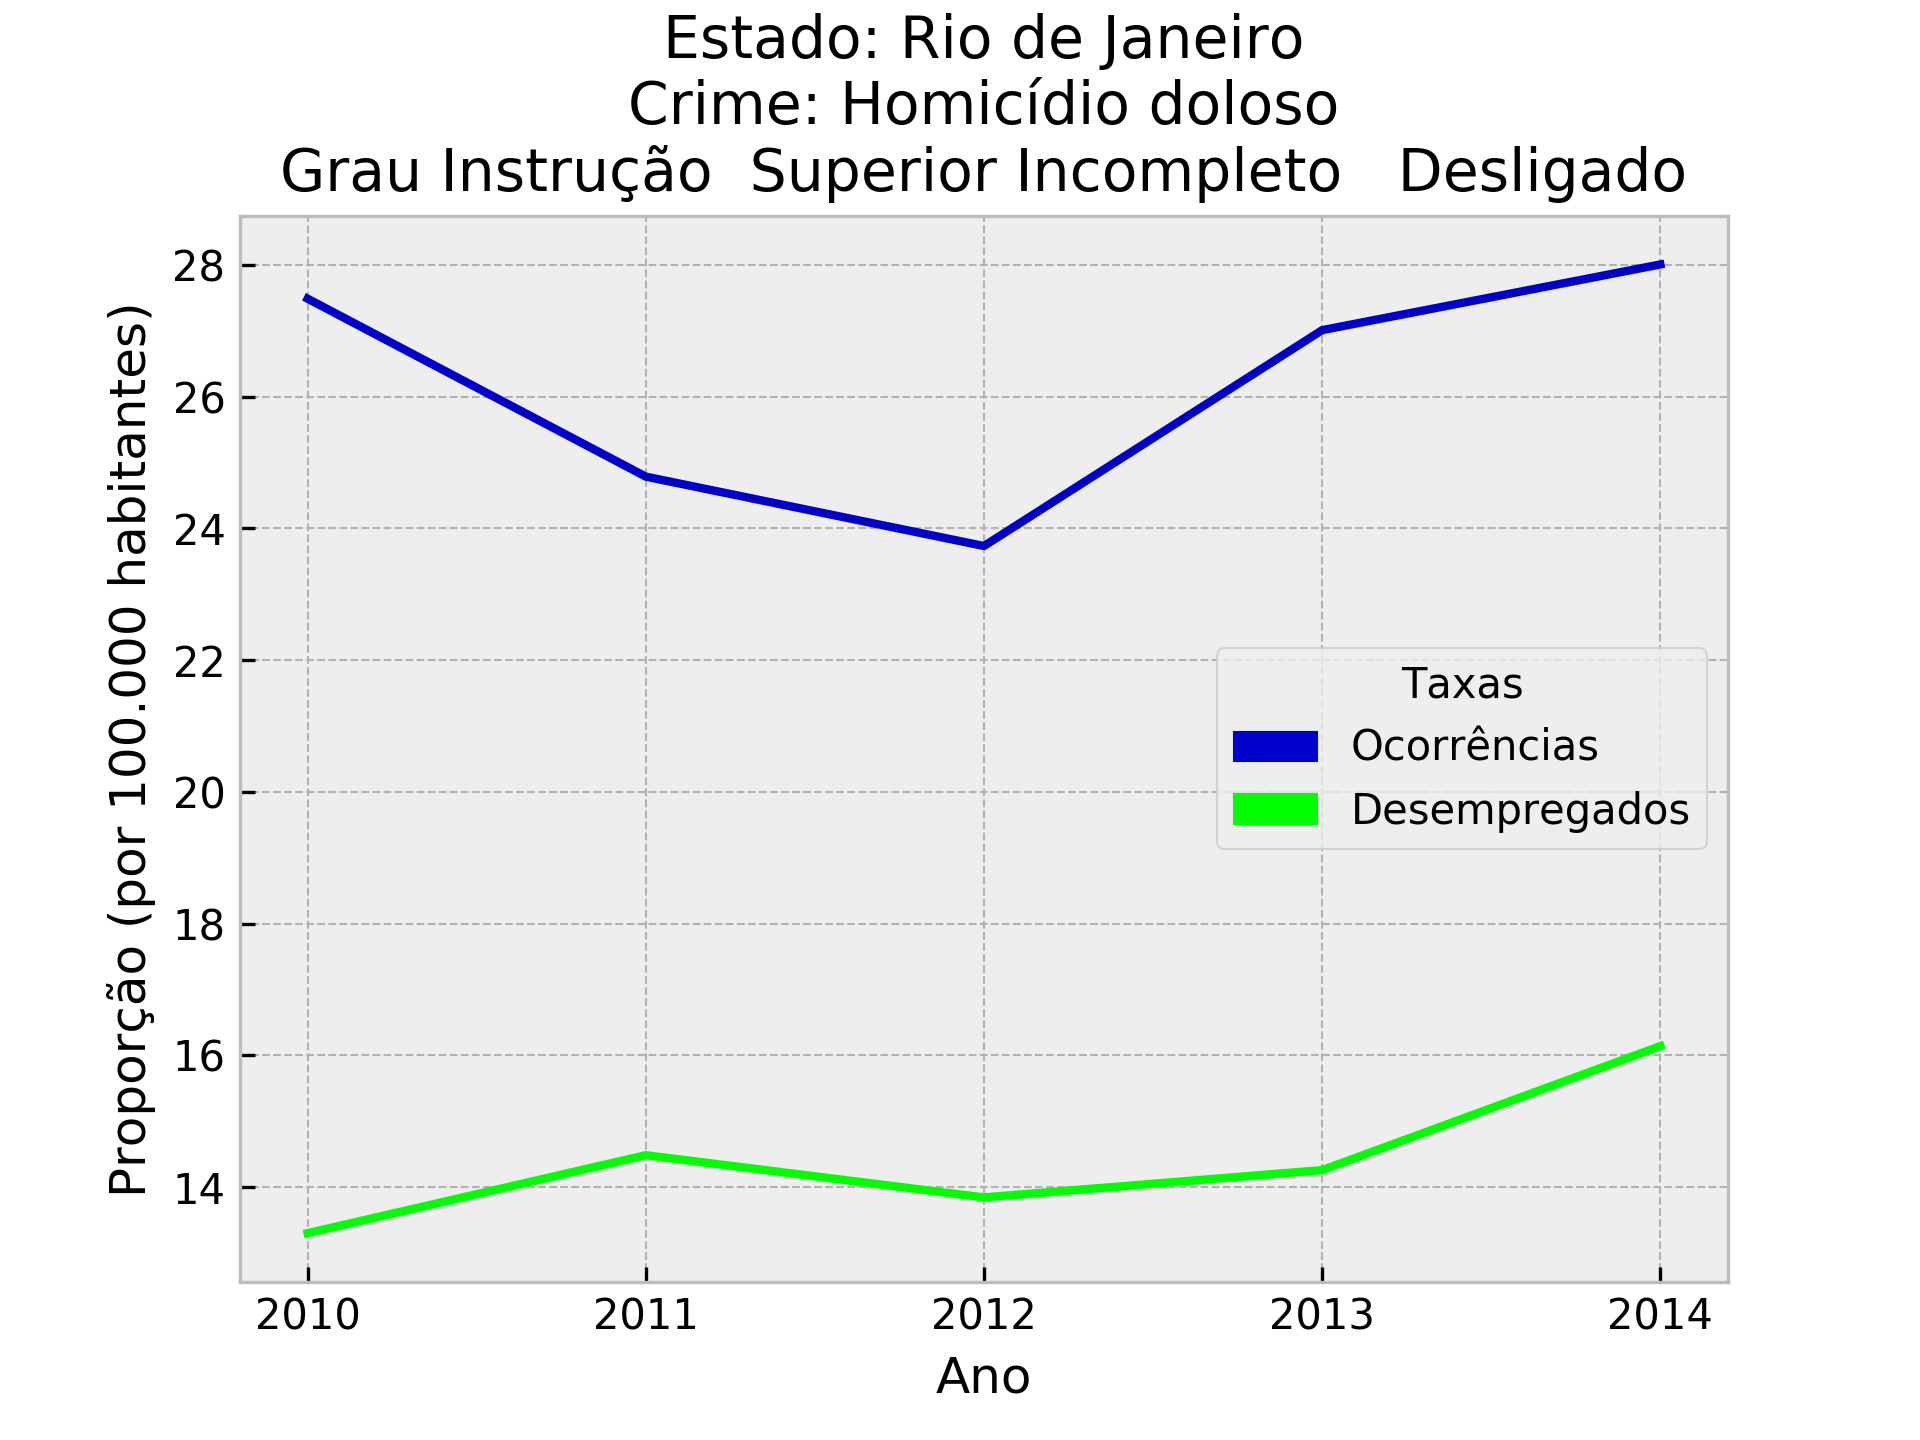 Estado: Rio de Janeiro
Crime: Homicídio doloso
Grau Instrução  Superior Incompleto   Desligado
Proporção (por 100.000 habitantes)
28
26
24
22
20
18
16
14
Taxas
Ocorrências
Desempregados
2010 2011 2012 2013 2014
Ano